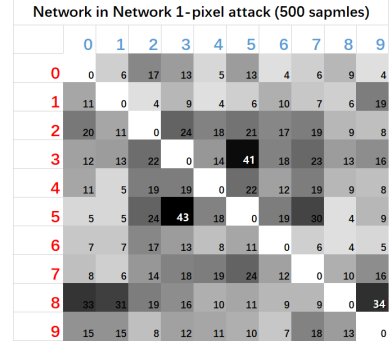 Network in Network 1-pixel attack (500 sapmles)
0 1 2 3 4 5 6 7 8 9
0 0 6 17 13 5 13 4 6 9 4
1 11 0 4 9 4 6 10 7 6 19
2 20 11 0 24 18 21 17 19 9 8
3 12 13 22 0 14 41 18 23 13 16
4 11 5 19 19 0 22 12 19 9 8
5 5 5 24 43 18 0 19 30 4 9
6 7 7 17 13 8 11 0 6 4 5
7 8 6 14 18 19 24 12 0 10 16
8 33 31 19 16 10 11 9 9 0 34
9 15 15 8 12 11 10 7 18 13 0